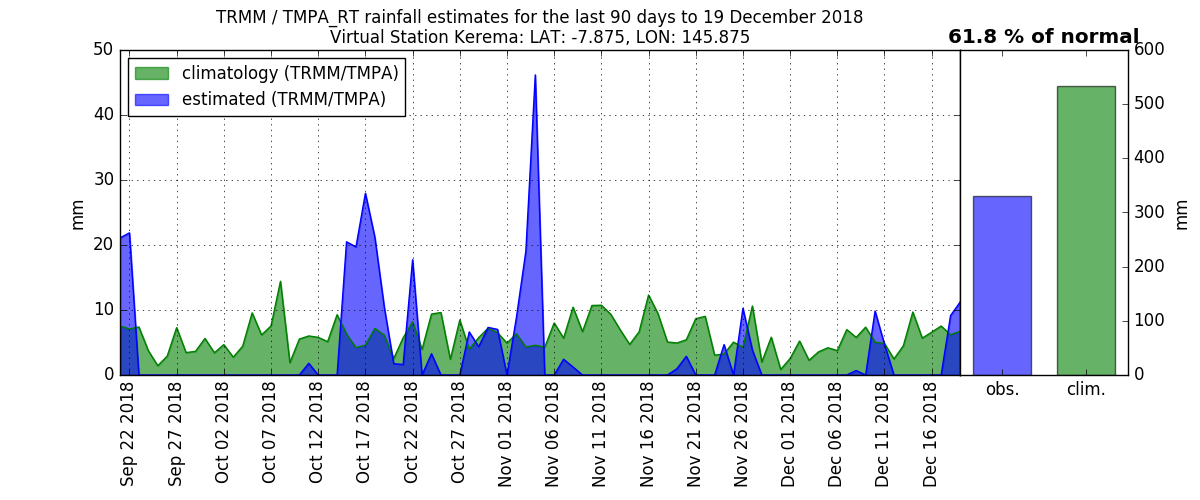 TRMM / TMPA_RT rainfall estimates for the last 90 days to 19 December 2018
Virtual Station Kerema: LAT: -7.875, LON: 145.875
61.8 % of normal
climatology (TRMM/TMPA)
estimated (TRMM/TMPA)
mm
50
40
30
20
10
0
Sep 22 2018
Sep 27 2018
Oct 02 2018
Oct 07 2018
Oct 12 2018
Oct 17 2018
Oct 22 2018
Oct 27 2018
Nov 01 2018
Nov 06 2018
Nov 11 2018
Nov 16 2018
Nov 21 2018
Nov 26 2018
Dec 01 2018
Dec 06 2018
Dec 11 2018
Dec 16 2018
obs.
clim.
600
500
400
300
200
100
0
mm